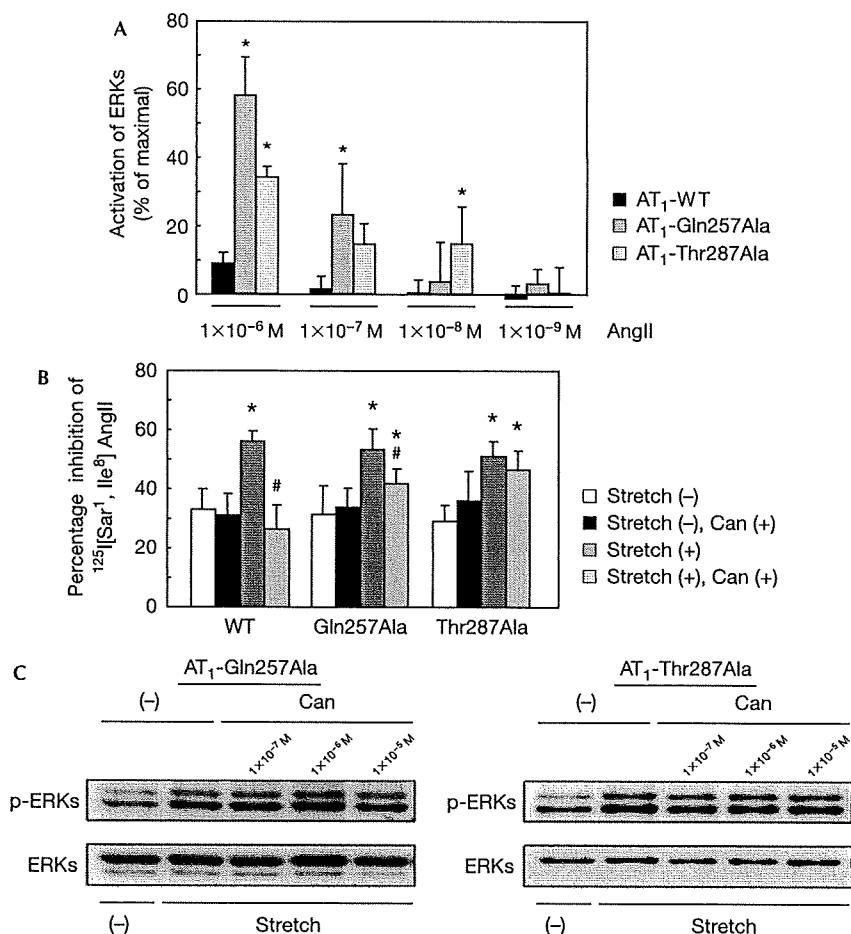 A
Activation of ERKs
(% of maximal)
80
60
40
20
0
* * * *
1×10⁻⁶ M 1×10⁻⁷ M 1×10⁻⁸ M 1×10⁻⁹ M AngII
AT₁-WT
AT₁-Gln257Ala
AT₁-Thr287Ala
B
Percentage inhibition of
¹²⁵I[Sar¹, Ile⁸] AngII
80
60
40
20
0
* # * * # * *
WT Gln257Ala Thr287Ala
Stretch (–)
Stretch (–), Can (+)
Stretch (+)
Stretch (+), Can (+)
C
AT₁-Gln257Ala
(–) Can
1×10⁻⁷ M 1×10⁻⁶ M 1×10⁻⁵ M
p-ERKs
ERKs
(–) Stretch
AT₁-Thr287Ala
(–) Can
1×10⁻⁷ M 1×10⁻⁶ M 1×10⁻⁵ M
p-ERKs
ERKs
(–) Stretch